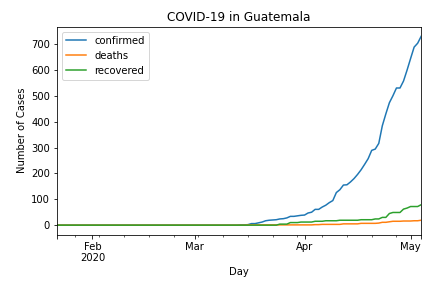 COVID-19 in Guatemala
confirmed
deaths
recovered
Number of Cases
700
600
500
400
300
200
100
0
Feb
2020
Mar
Apr
May
Day